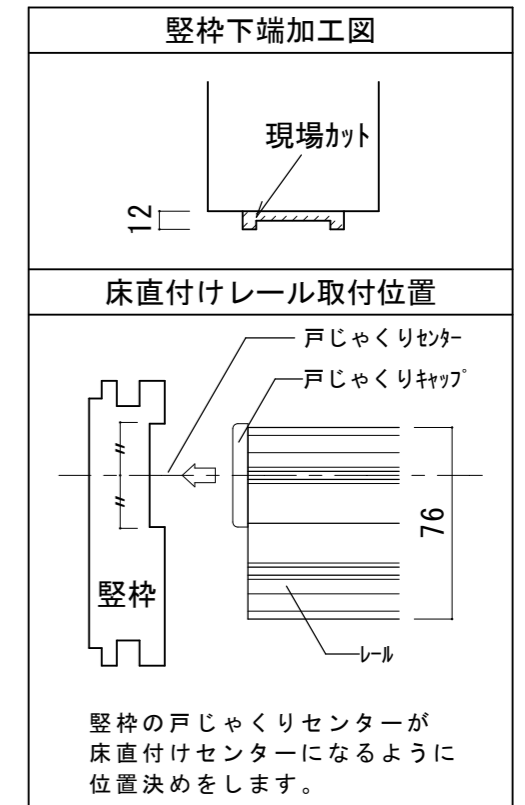 竪枠下端加工図
現場ｶｯﾄ
12
床直付けレール取付位置
戸じゃくりｾﾝﾀｰ
戸じゃくりｷｬｯﾌﾟ
76
竪枠
ﾚｰﾙ
竪枠の戸じゃくりセンターが
床直付けセンターになるように
位置決めをします。